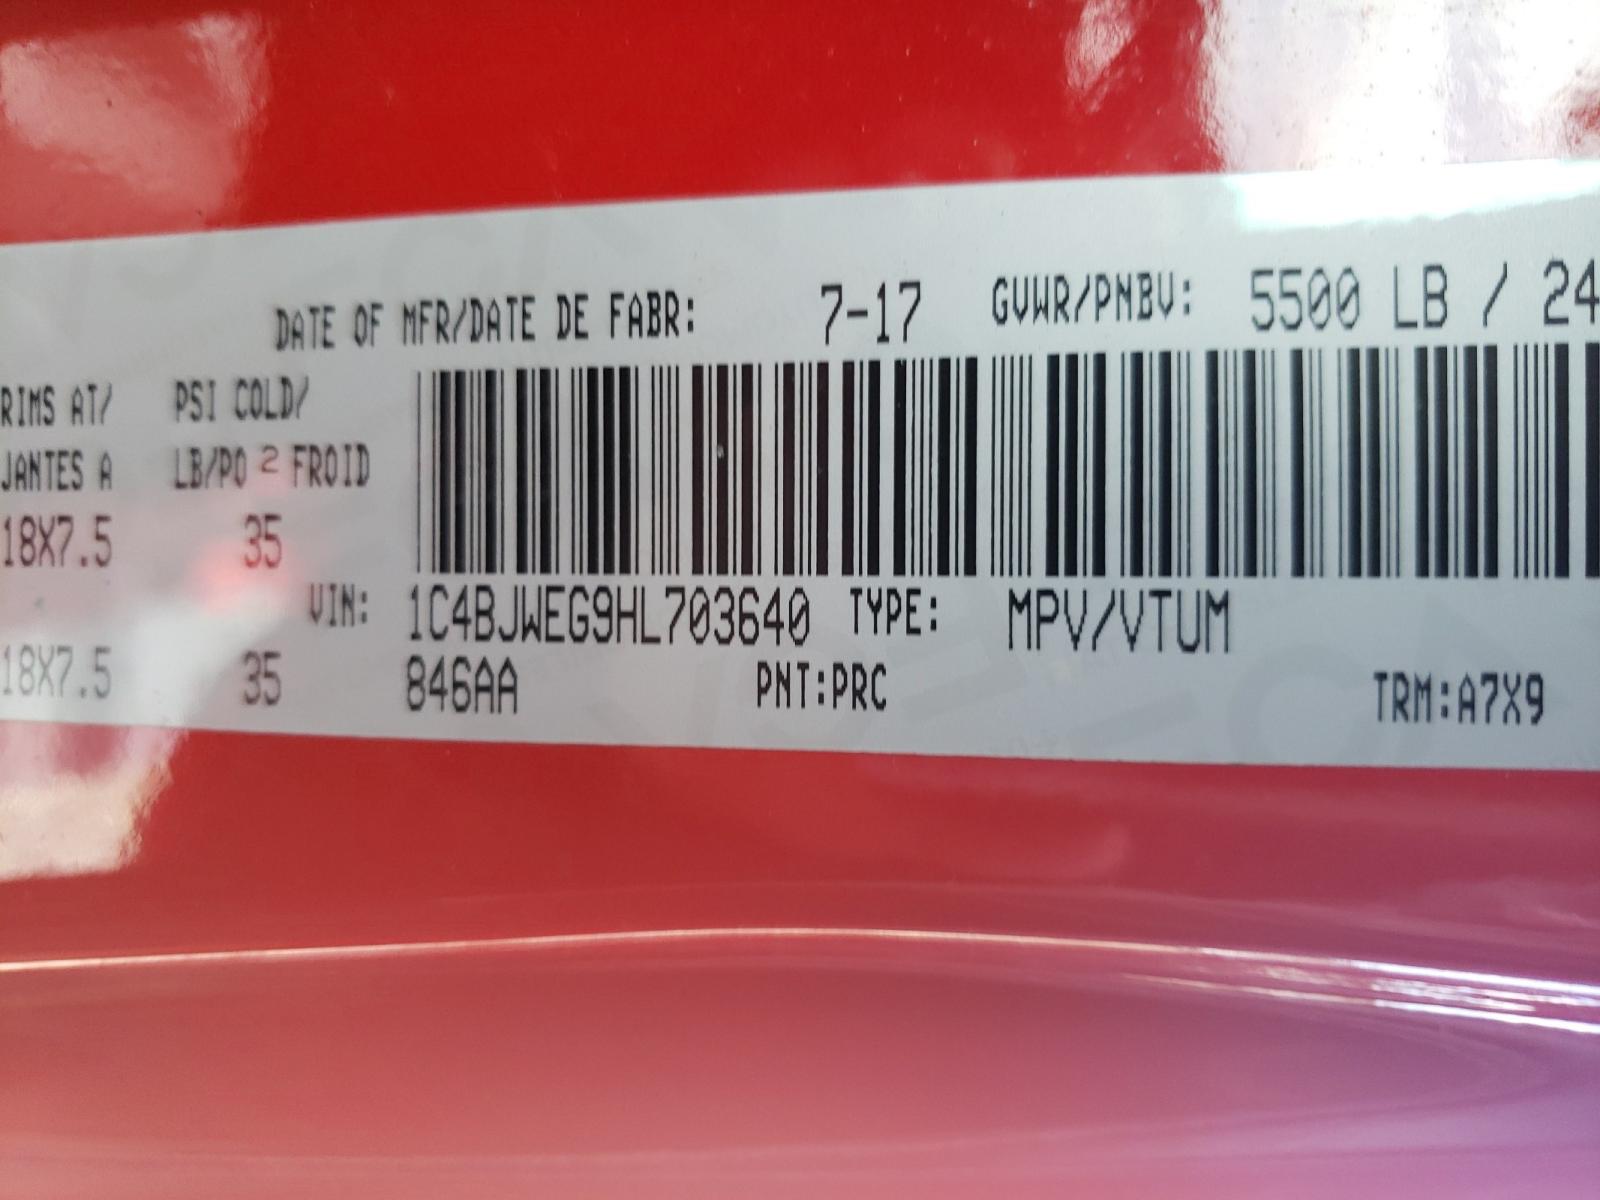 DATE OF MFR/DATE DE FABR: 7-17 GVWR/PNBV: 5500 LB / 24
RIMS AT/ PSI COLD/
JANTES A LB/PO 2 FROID
18X7.5 35
VIN: 1C4BJWEG9HL703640 TYPE: MPV/VTUM
18X7.5 35 846AA PNT:PRC TRM:A7X9